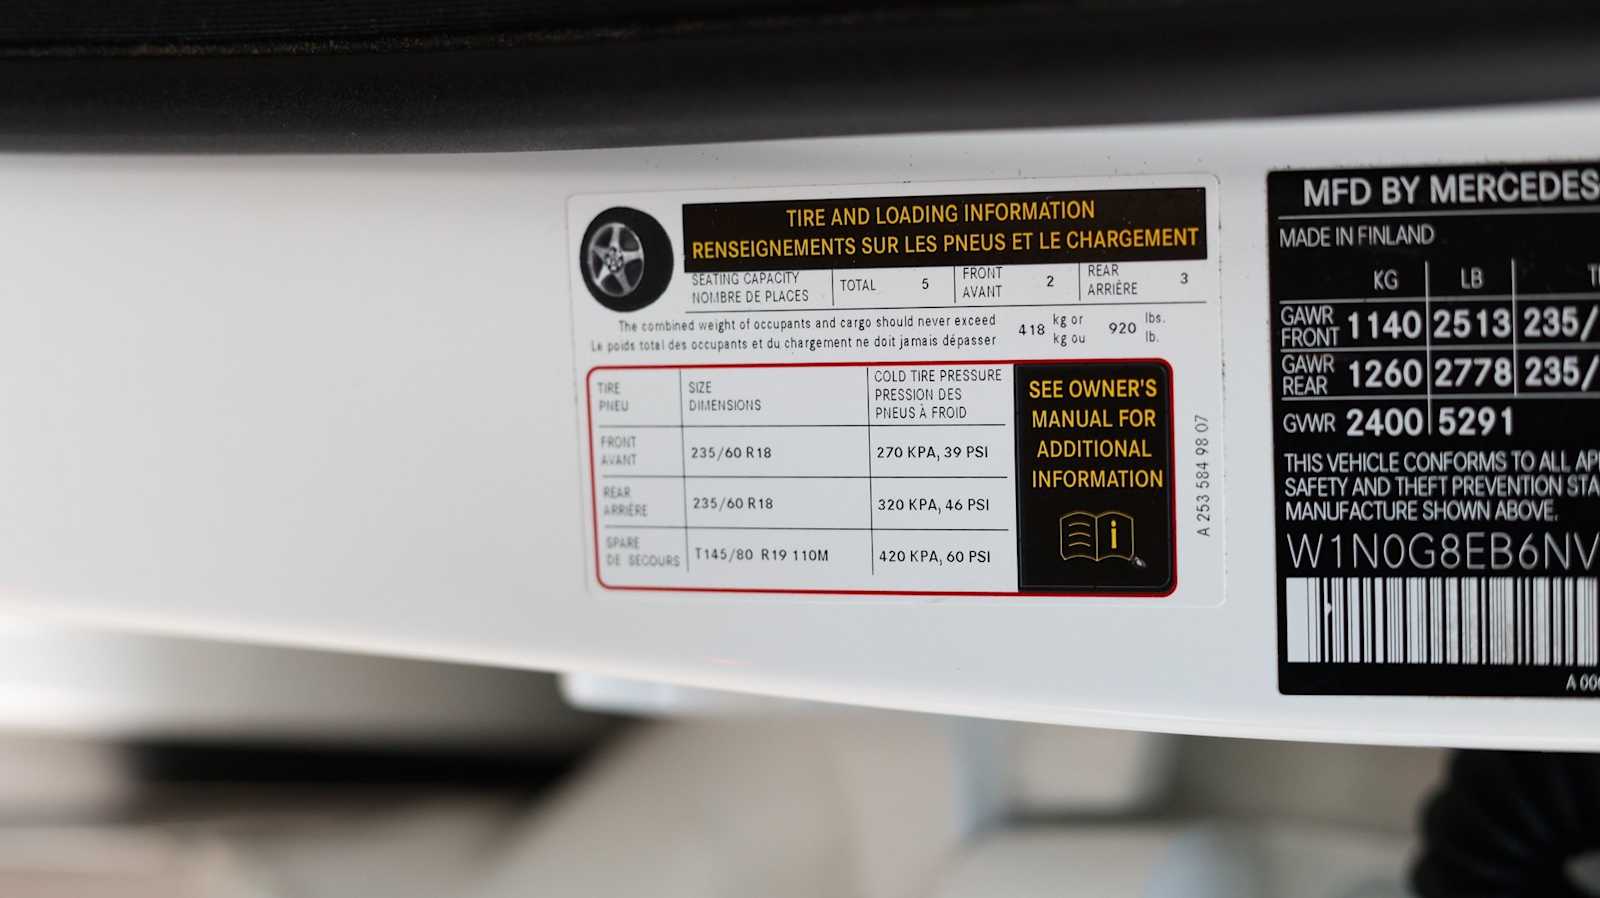 TIRE AND LOADING INFORMATION
RENSEIGNEMENTS SUR LES PNEUS ET LE CHARGEMENT
SEATING CAPACITY
NOMBRE DE PLACES
TOTAL 5
FRONT
AVANT
2
REAR
ARRIÈRE
3
The combined weight of occupants and cargo should never exceed
Le poids total des occupants et du chargement ne doit jamais dépasser
418 kg or
kg ou
920 lbs.
lb.
TIRE
PNEU
SIZE
DIMENSIONS
COLD TIRE PRESSURE
PRESSION DES
PNEUS À FROID
FRONT
AVANT
235/60 R18
270 KPA, 39 PSI
REAR
ARRIÈRE
235/60 R18
320 KPA, 46 PSI
SPARE
DE SECOURS
T145/80 R19 110M
420 KPA, 60 PSI
SEE OWNER'S
MANUAL FOR
ADDITIONAL
INFORMATION
i
A 253 584 98 07
MFD BY MERCEDES
MADE IN FINLAND
KG LB
GAWR
FRONT
1140 2513 235/
GAWR
REAR
1260 2778 235/
GVWR 2400 5291
THIS VEHICLE CONFORMS TO ALL
SAFETY AND THEFT PREVENTION
MANUFACTURE SHOWN ABOVE.
W1N0G8EB6NV
A 00